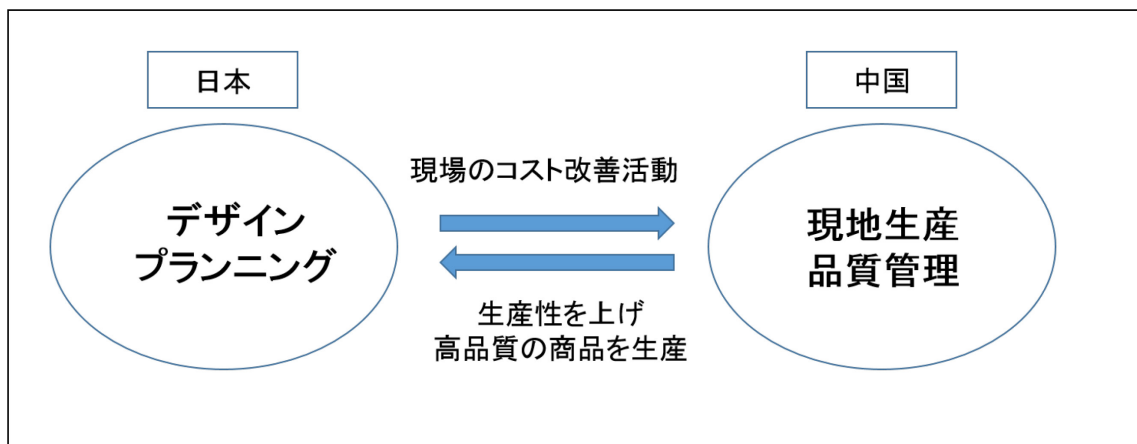 日本
中国
デザイン
プランニング
現場のコスト改善活動
現地生産
品質管理
生産性を上げ
高品質の商品を生産